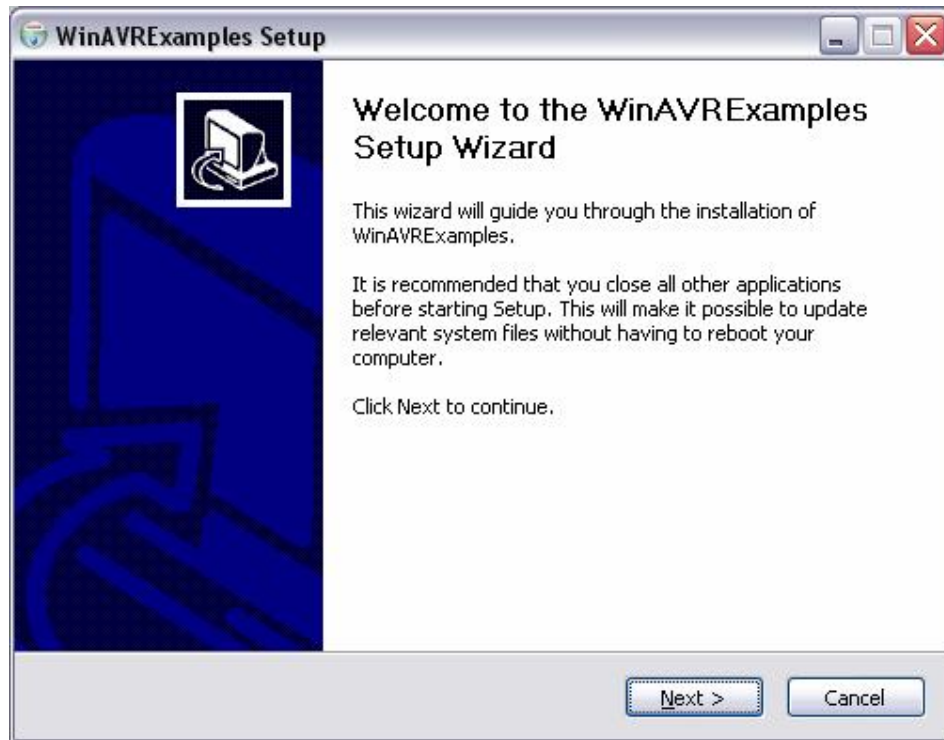 WinAVRExamples Setup
Welcome to the WinAVRExamples
Setup Wizard
This wizard will guide you through the installation of
WinAVRExamples.
It is recommended that you close all other applications
before starting Setup. This will make it possible to update
relevant system files without having to reboot your
computer.
Click Next to continue.
Next >
Cancel